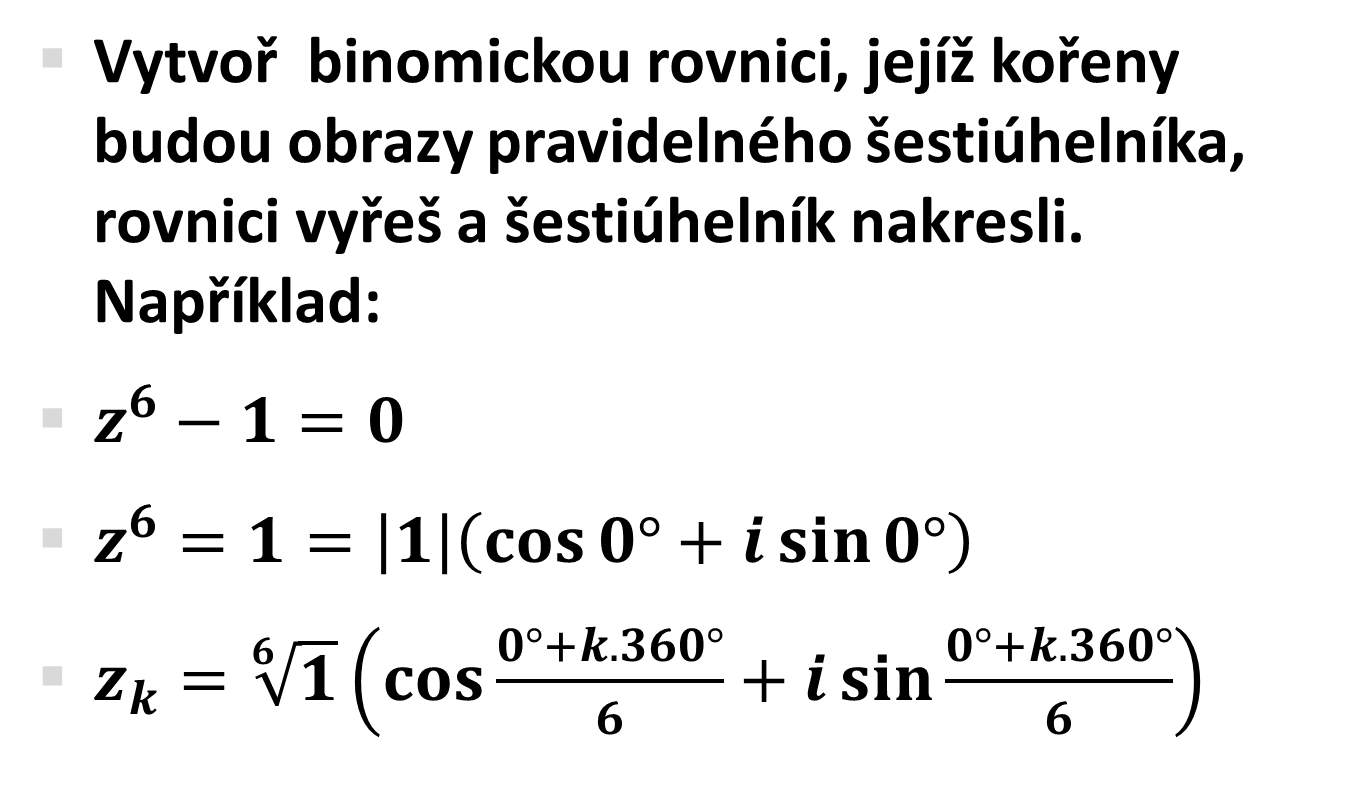 ▪ Vytvoř binomickou rovnici, jejíž kořeny
budou obrazy pravidelného šestiúhelníka,
rovnici vyřeš a šestiúhelník nakresli.
Například:
▪ z⁶ − 1 = 0
▪ z⁶ = 1 = |1|(cos 0° + i sin 0°)
▪ zₖ = ⁶√1 (cos (0°+k.360°)/6 + i sin (0°+k.360°)/6)